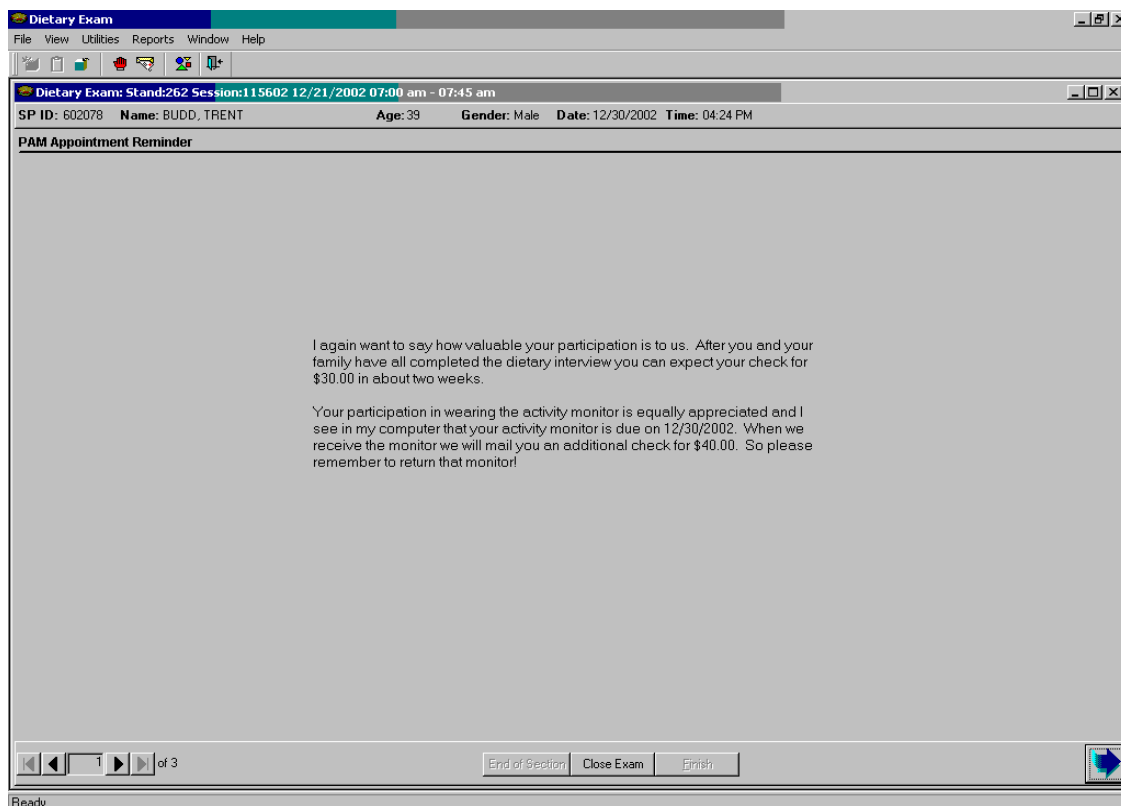 Dietary Exam
File View Utilities Reports Window Help
Dietary Exam: Stand:262 Session:115602 12/21/2002 07:00 am - 07:45 am
SP ID: 602078 Name: BUDD, TRENT Age: 39 Gender: Male Date: 12/30/2002 Time: 04:24 PM
PAM Appointment Reminder
I again want to say how valuable your participation is to us. After you and your
family have all completed the dietary interview you can expect your check for
$30.00 in about two weeks.
Your participation in wearing the activity monitor is equally appreciated and I
see in my computer that your activity monitor is due on 12/30/2002. When we
receive the monitor we will mail you an additional check for $40.00. So please
remember to return that monitor!
1 of 3 End of Section Close Exam Finish
Ready